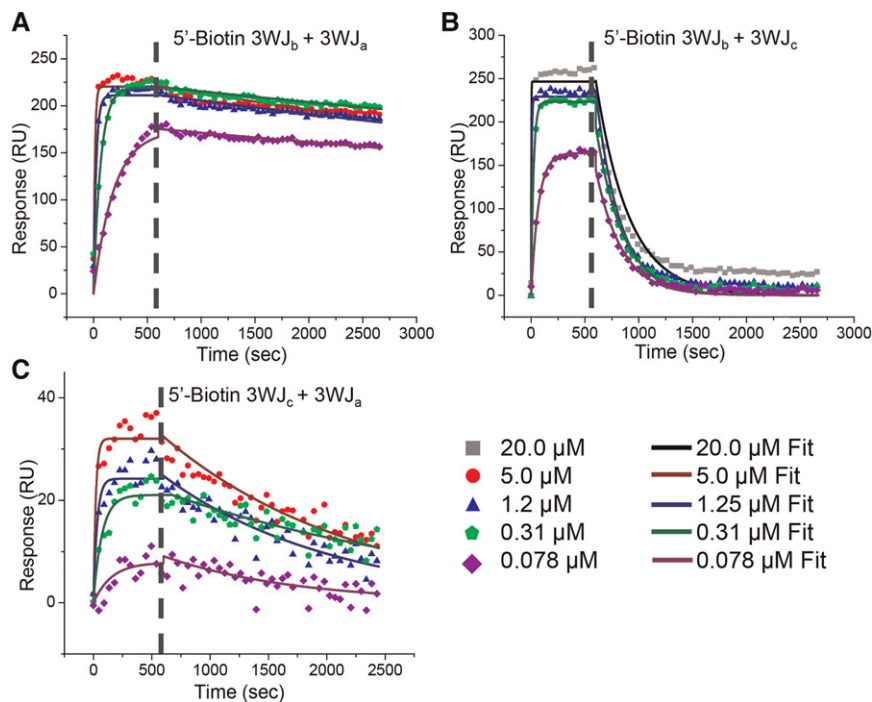 A
5'-Biotin 3WJb + 3WJa
Response (RU)
250
200
150
100
50
0
0 500 1000 1500 2000 2500 3000
Time (sec)
B
5'-Biotin 3WJb + 3WJc
Response (RU)
300
250
200
150
100
50
0
0 500 1000 1500 2000 2500 3000
Time (sec)
C
5'-Biotin 3WJc + 3WJa
Response (RU)
40
20
0
0 500 1000 1500 2000 2500
Time (sec)
20.0 µM 20.0 µM Fit
5.0 µM 5.0 µM Fit
1.2 µM 1.25 µM Fit
0.31 µM 0.31 µM Fit
0.078 µM 0.078 µM Fit